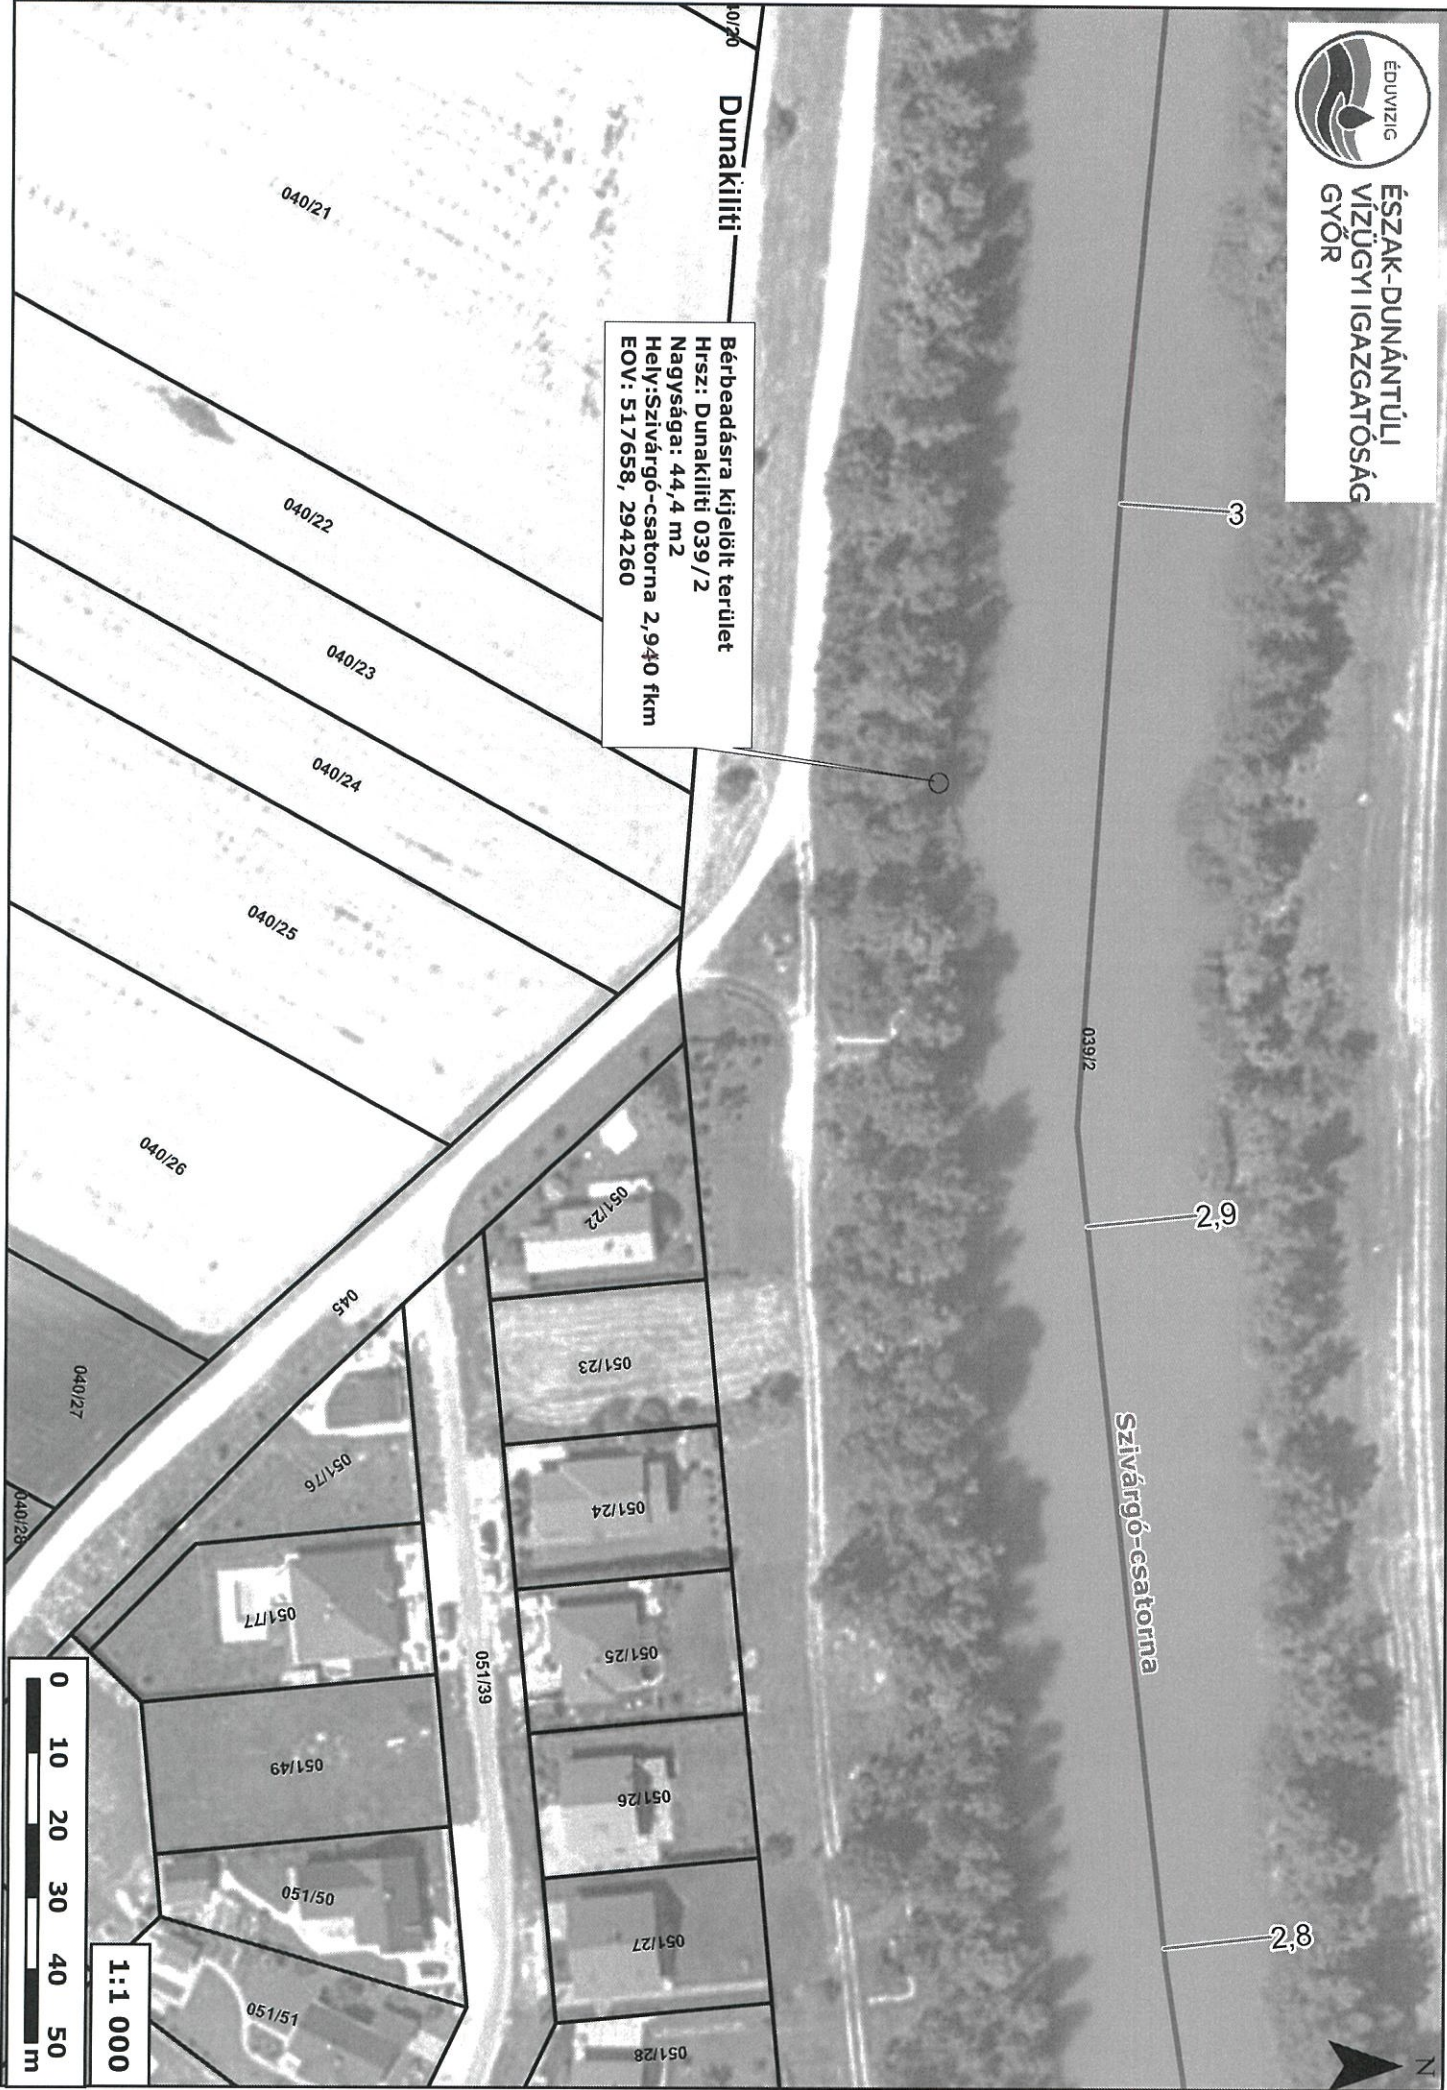 ÉDUVIZIG
ÉSZAK-DUNÁNTÚLI
VÍZÜGYI IGAZGATÓSÁG
GYŐR
N
3
2,9
2,8
039/2
Szivárgó-csatorna
40/20
Dunakiliti
Bérbeadásra kijelölt terület
Hrsz: Dunakiliti 039/2
Nagysága: 44,4 m2
Hely:Szivárgó-csatorna 2,940 fkm
EOV: 517658, 294260
040/21
040/22
040/23
040/24
040/25
040/26
040/27
040/28
045
051/22
051/23
051/24
051/25
051/26
051/27
051/28
051/39
051/76
051/77
051/49
051/50
051/51
1:1 000
0 10 20 30 40 50
m